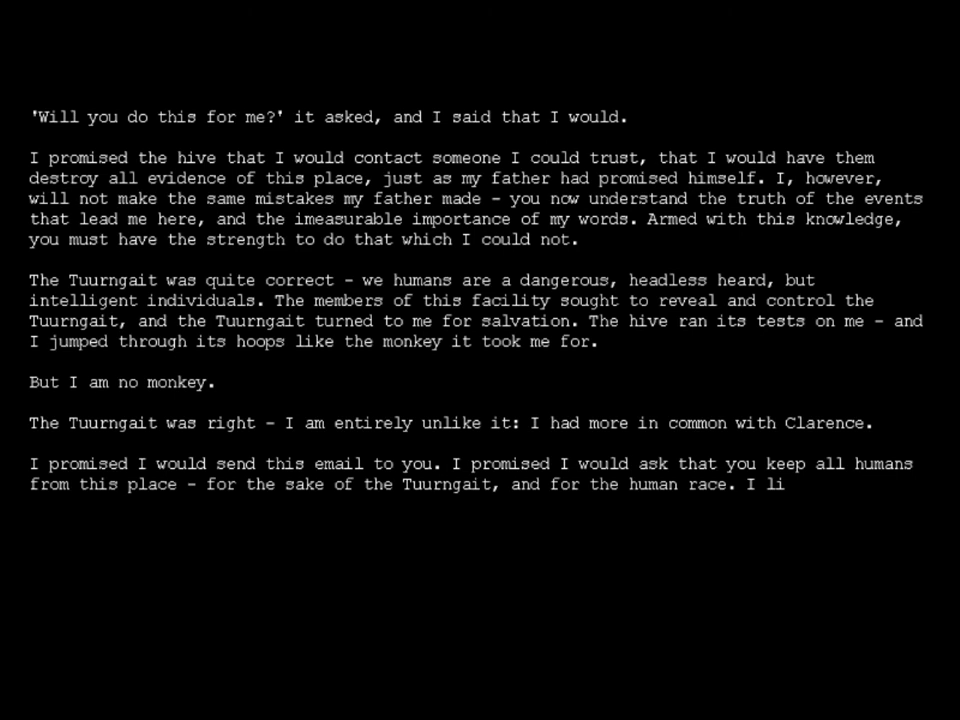 'Will you do this for me?' it asked, and I said that I would.
I promised the hive that I would contact someone I could trust, that I would have them
destroy all evidence of this place, just as my father had promised himself. I, however,
will not make the same mistakes my father made - you now understand the truth of the events
that lead me here, and the imeasurable importance of my words. Armed with this knowledge,
you must have the strength to do that which I could not.
The Tuurngait was quite correct - we humans are a dangerous, headless heard, but
intelligent individuals. The members of this facility sought to reveal and control the
Tuurngait, and the Tuurngait turned to me for salvation. The hive ran its tests on me - and
I jumped through its hoops like the monkey it took me for.
But I am no monkey.
The Tuurngait was right - I am entirely unlike it: I had more in common with Clarence.
I promised I would send this email to you. I promised I would ask that you keep all humans
from this place - for the sake of the Tuurngait, and for the human race. I li